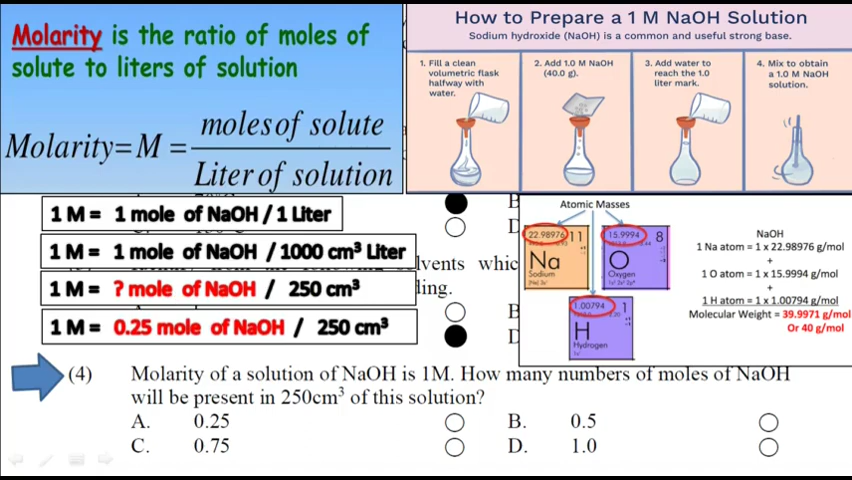 Molarity is the ratio of moles of
solute to liters of solution
Molarity= M = moles of solute
Liter of solution
How to Prepare a 1 M NaOH Solution
Sodium hydroxide (NaOH) is a common and useful strong base.
1. Fill a clean
volumetric flask
halfway with
water.
2. Add 1.0 M NaOH
(40.0 g).
3. Add water to
reach the 1.0
liter mark.
4. Mix to obtain
a 1.0 M NaOH
solution.
1 M = 1 mole of NaOH / 1 Liter
1 M = 1 mole of NaOH / 1000 cm³ Liter
1 M = ? mole of NaOH / 250 cm³
1 M = 0.25 mole of NaOH / 250 cm³
Atomic Masses
22.98976 11
Na
Sodium
15.9994 8
O
Oxygen
1.00794 1
H
Hydrogen
NaOH
1 Na atom = 1 x 22.98976 g/mol
+
1 O atom = 1 x 15.9994 g/mol
+
1 H atom = 1 x 1.00794 g/mol
Molecular Weight = 39.9971 g/mol
Or 40 g/mol
(4) Molarity of a solution of NaOH is 1M. How many numbers of moles of NaOH
will be present in 250cm³ of this solution?
A. 0.25 B. 0.5
C. 0.75 D. 1.0